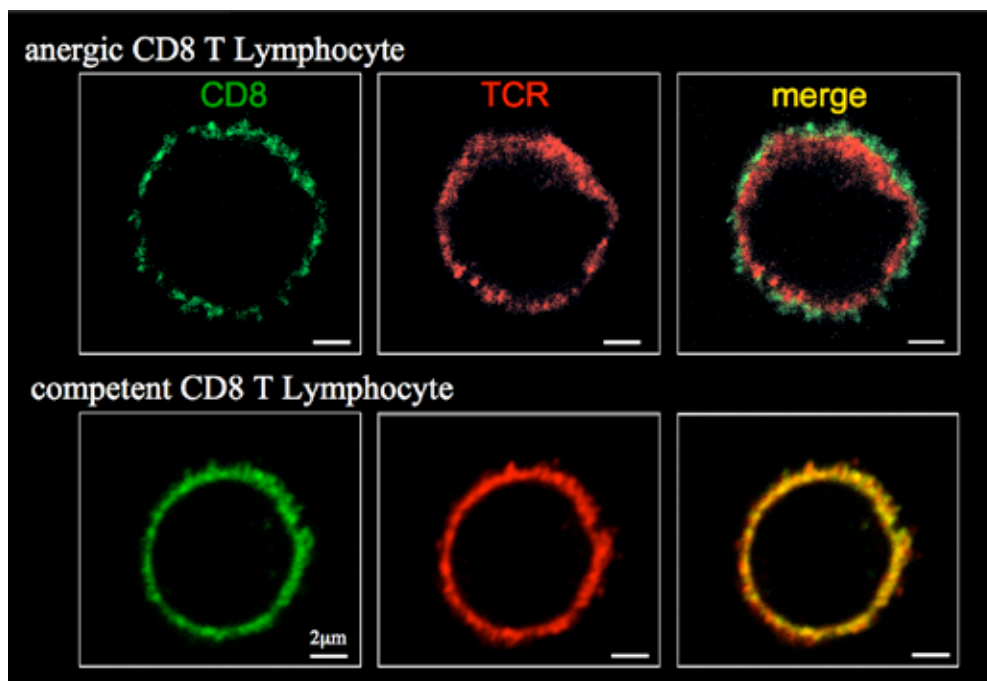 anergic CD8 T Lymphocyte
CD8
TCR
merge
competent CD8 T Lymphocyte
2μm